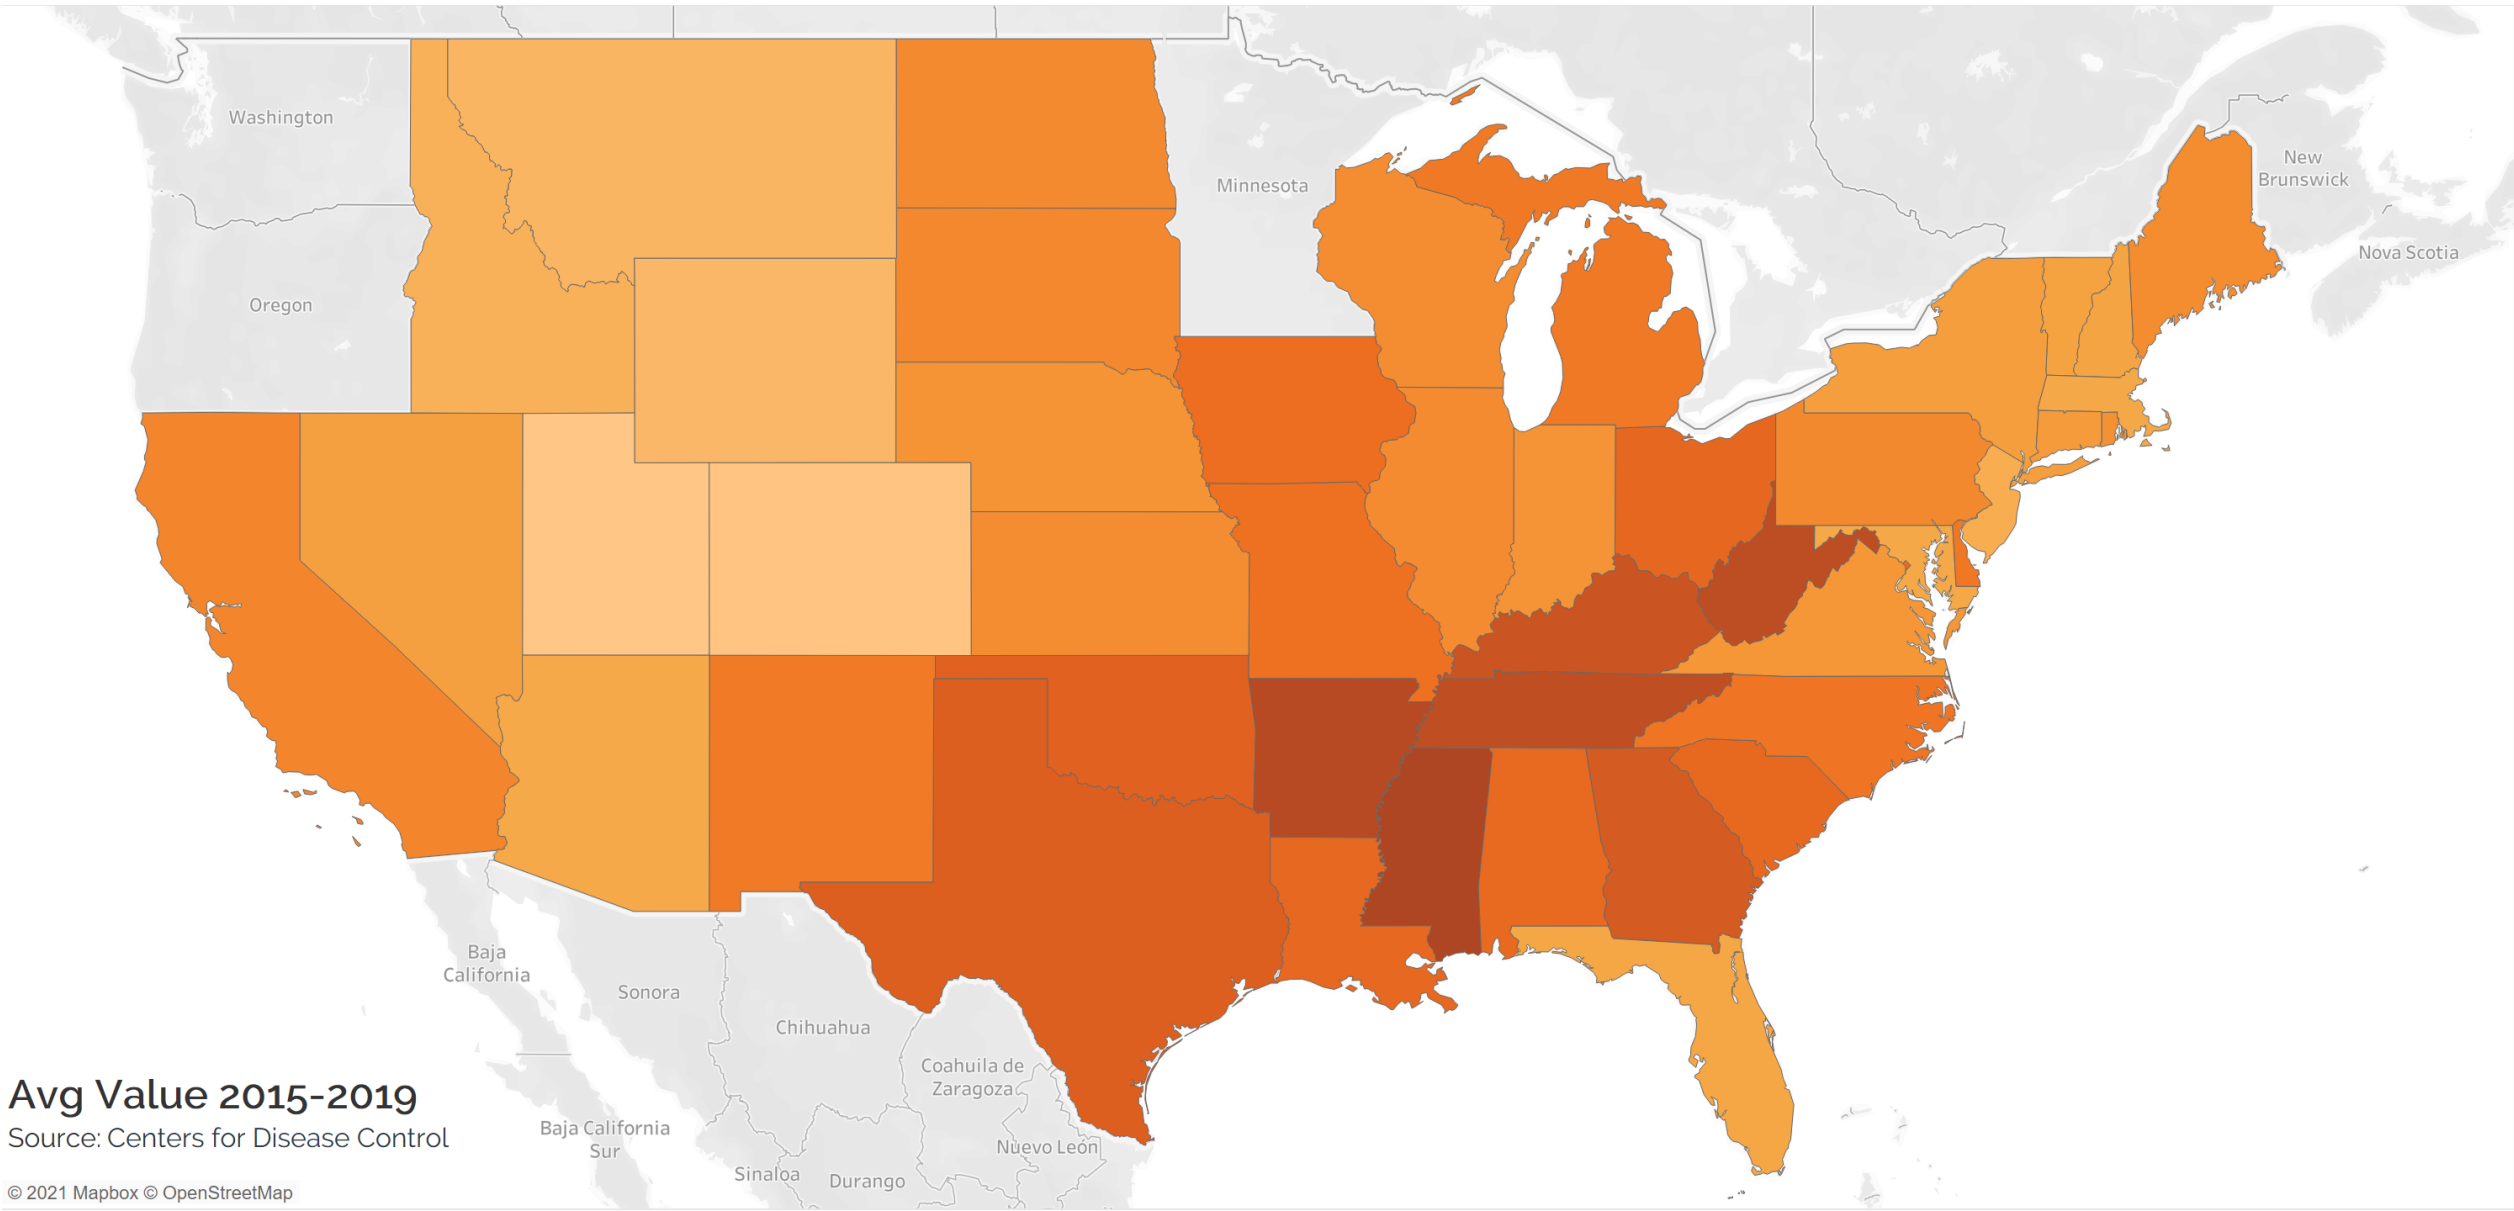 Washington
Minnesota
New
Brunswick
Nova Scotia
Oregon
Baja
California
Sonora
Chihuahua
Coahuila de
Zaragoza
Avg Value 2015-2019
Source: Centers for Disease Control
Baja California
Sur
Nuevo León
Sinaloa
Durango
© 2021 Mapbox © OpenStreetMap